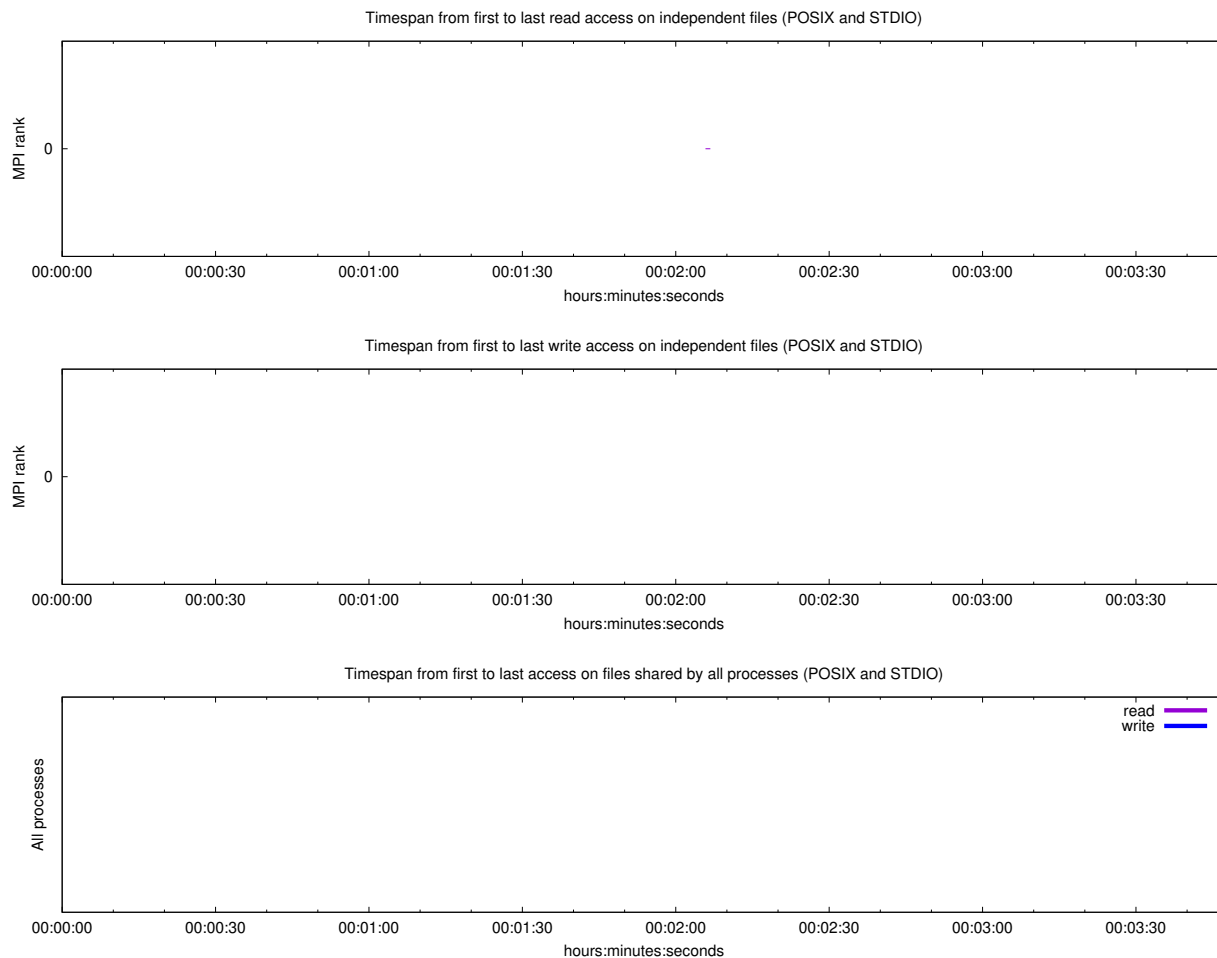 Timespan from first to last read access on independent files (POSIX and STDIO)
MPI rank
0
00:00:00 00:00:30 00:01:00 00:01:30 00:02:00 00:02:30 00:03:00 00:03:30
hours:minutes:seconds
Timespan from first to last write access on independent files (POSIX and STDIO)
MPI rank
0
00:00:00 00:00:30 00:01:00 00:01:30 00:02:00 00:02:30 00:03:00 00:03:30
hours:minutes:seconds
Timespan from first to last access on files shared by all processes (POSIX and STDIO)
read
write
All processes
00:00:00 00:00:30 00:01:00 00:01:30 00:02:00 00:02:30 00:03:00 00:03:30
hours:minutes:seconds